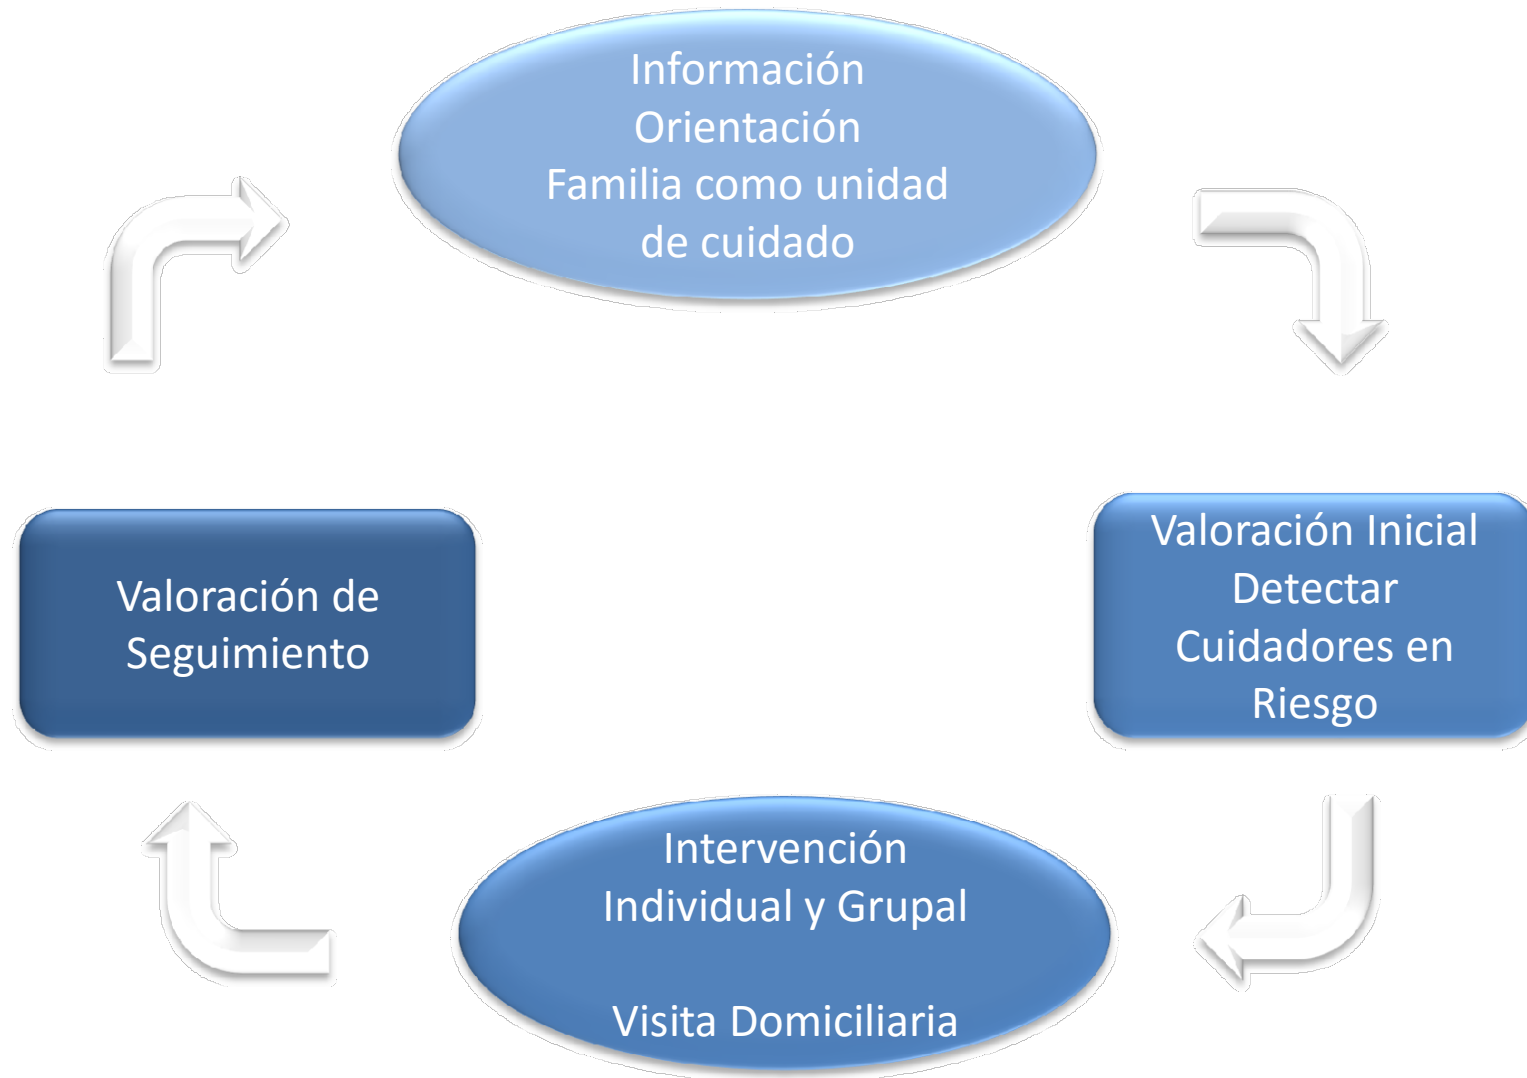 Información
Orientación
Familia como unidad
de cuidado
Valoración Inicial
Detectar
Cuidadores en
Riesgo
Intervención
Individual y Grupal
Visita Domiciliaria
Valoración de
Seguimiento